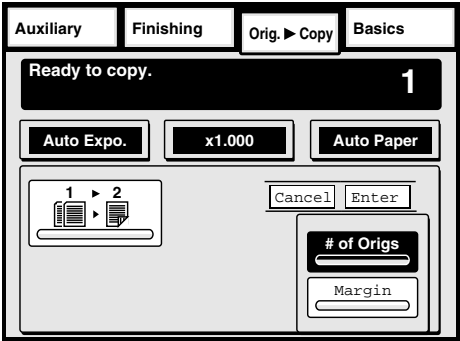 Auxiliary
Finishing
Orig. ▶ Copy
Basics
Ready to copy.
1
Auto Expo.
x1.000
Auto Paper
1 ▶ 2
Cancel
Enter
# of Origs
Margin